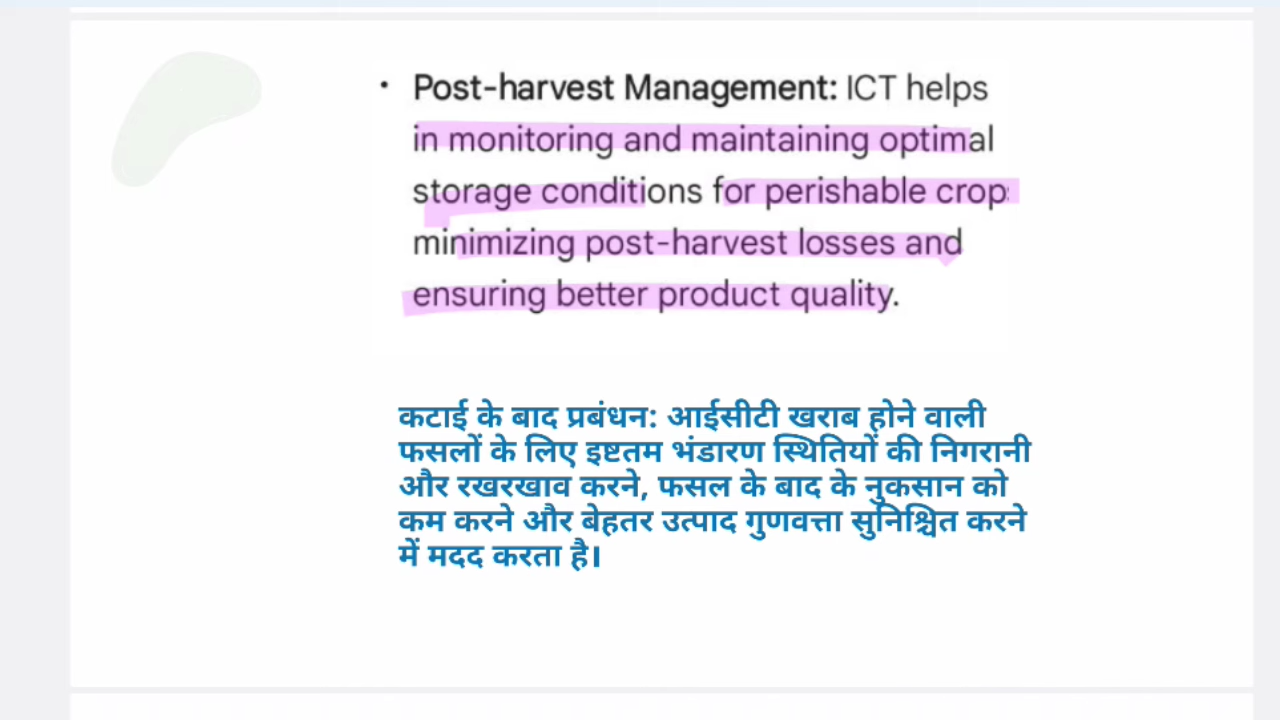 • Post-harvest Management: ICT helps
in monitoring and maintaining optimal
storage conditions for perishable crop
minimizing post-harvest losses and
ensuring better product quality.
कटाई के बाद प्रबंधन: आईसीटी खराब होने वाली
फसलों के लिए इष्टतम भंडारण स्थितियों की निगरानी
और रखरखाव करने, फसल के बाद के नुकसान को
कम करने और बेहतर उत्पाद गुणवत्ता सुनिश्चित करने
में मदद करता है।